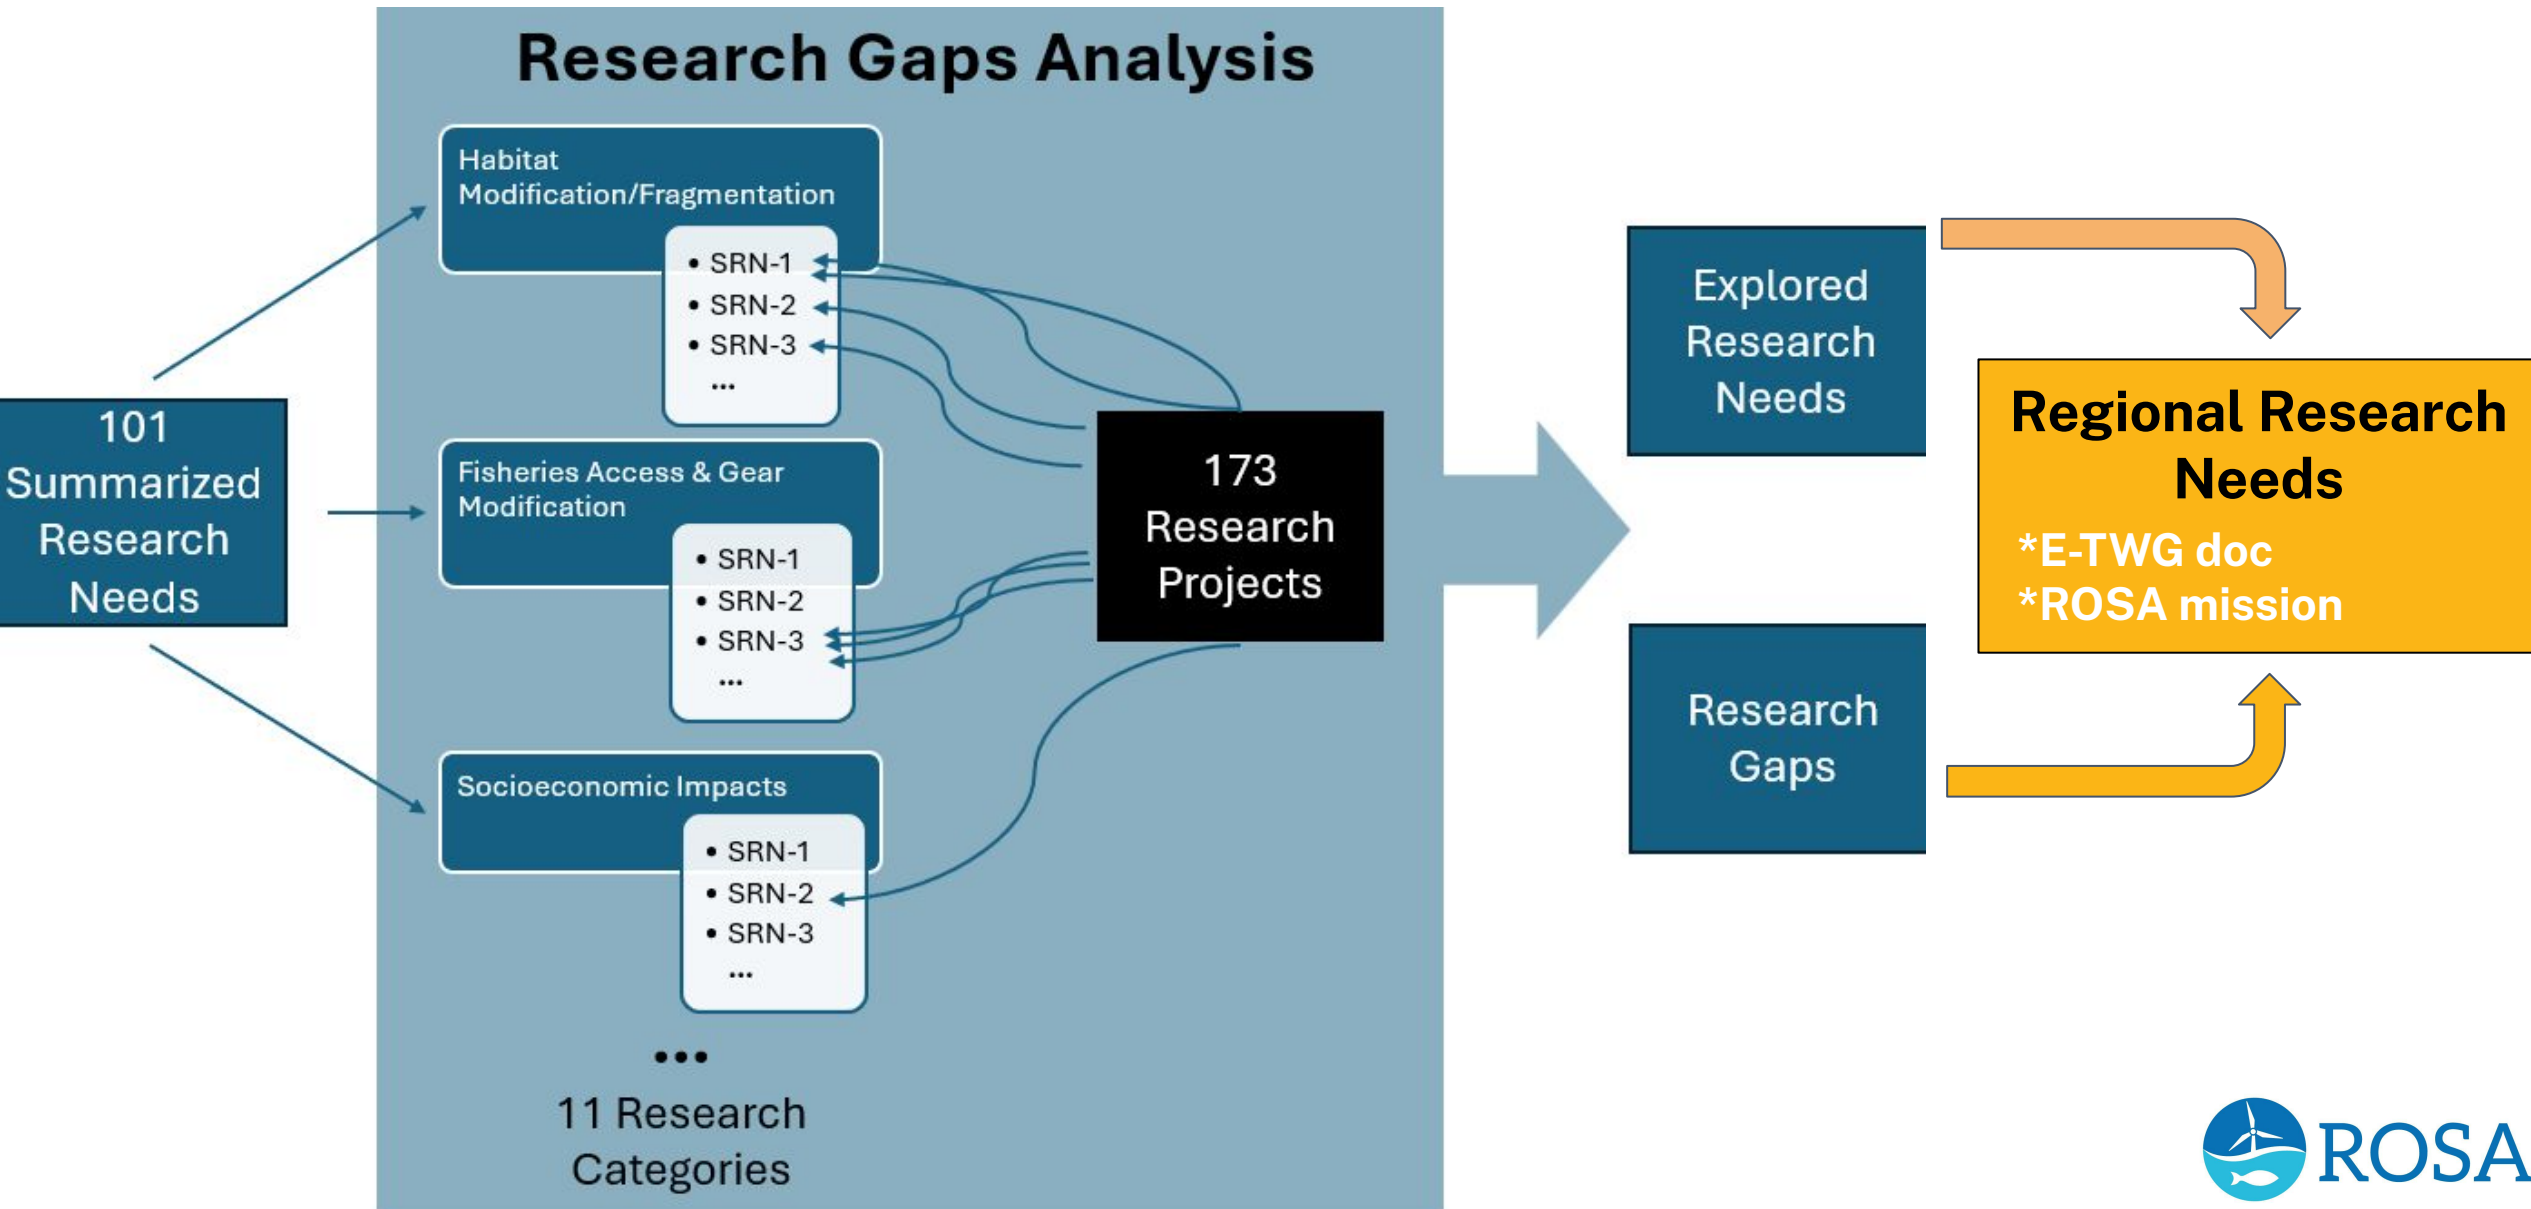 Research Gaps Analysis
101
Summarized
Research
Needs
Habitat
Modification/Fragmentation
• SRN-1
• SRN-2
• SRN-3
...
Fisheries Access & Gear
Modification
• SRN-1
• SRN-2
• SRN-3
...
Socioeconomic Impacts
• SRN-1
• SRN-2
• SRN-3
...
...
11 Research
Categories
173
Research
Projects
Explored
Research
Needs
Research
Gaps
Regional Research
Needs
*E-TWG doc
*ROSA mission
ROSA